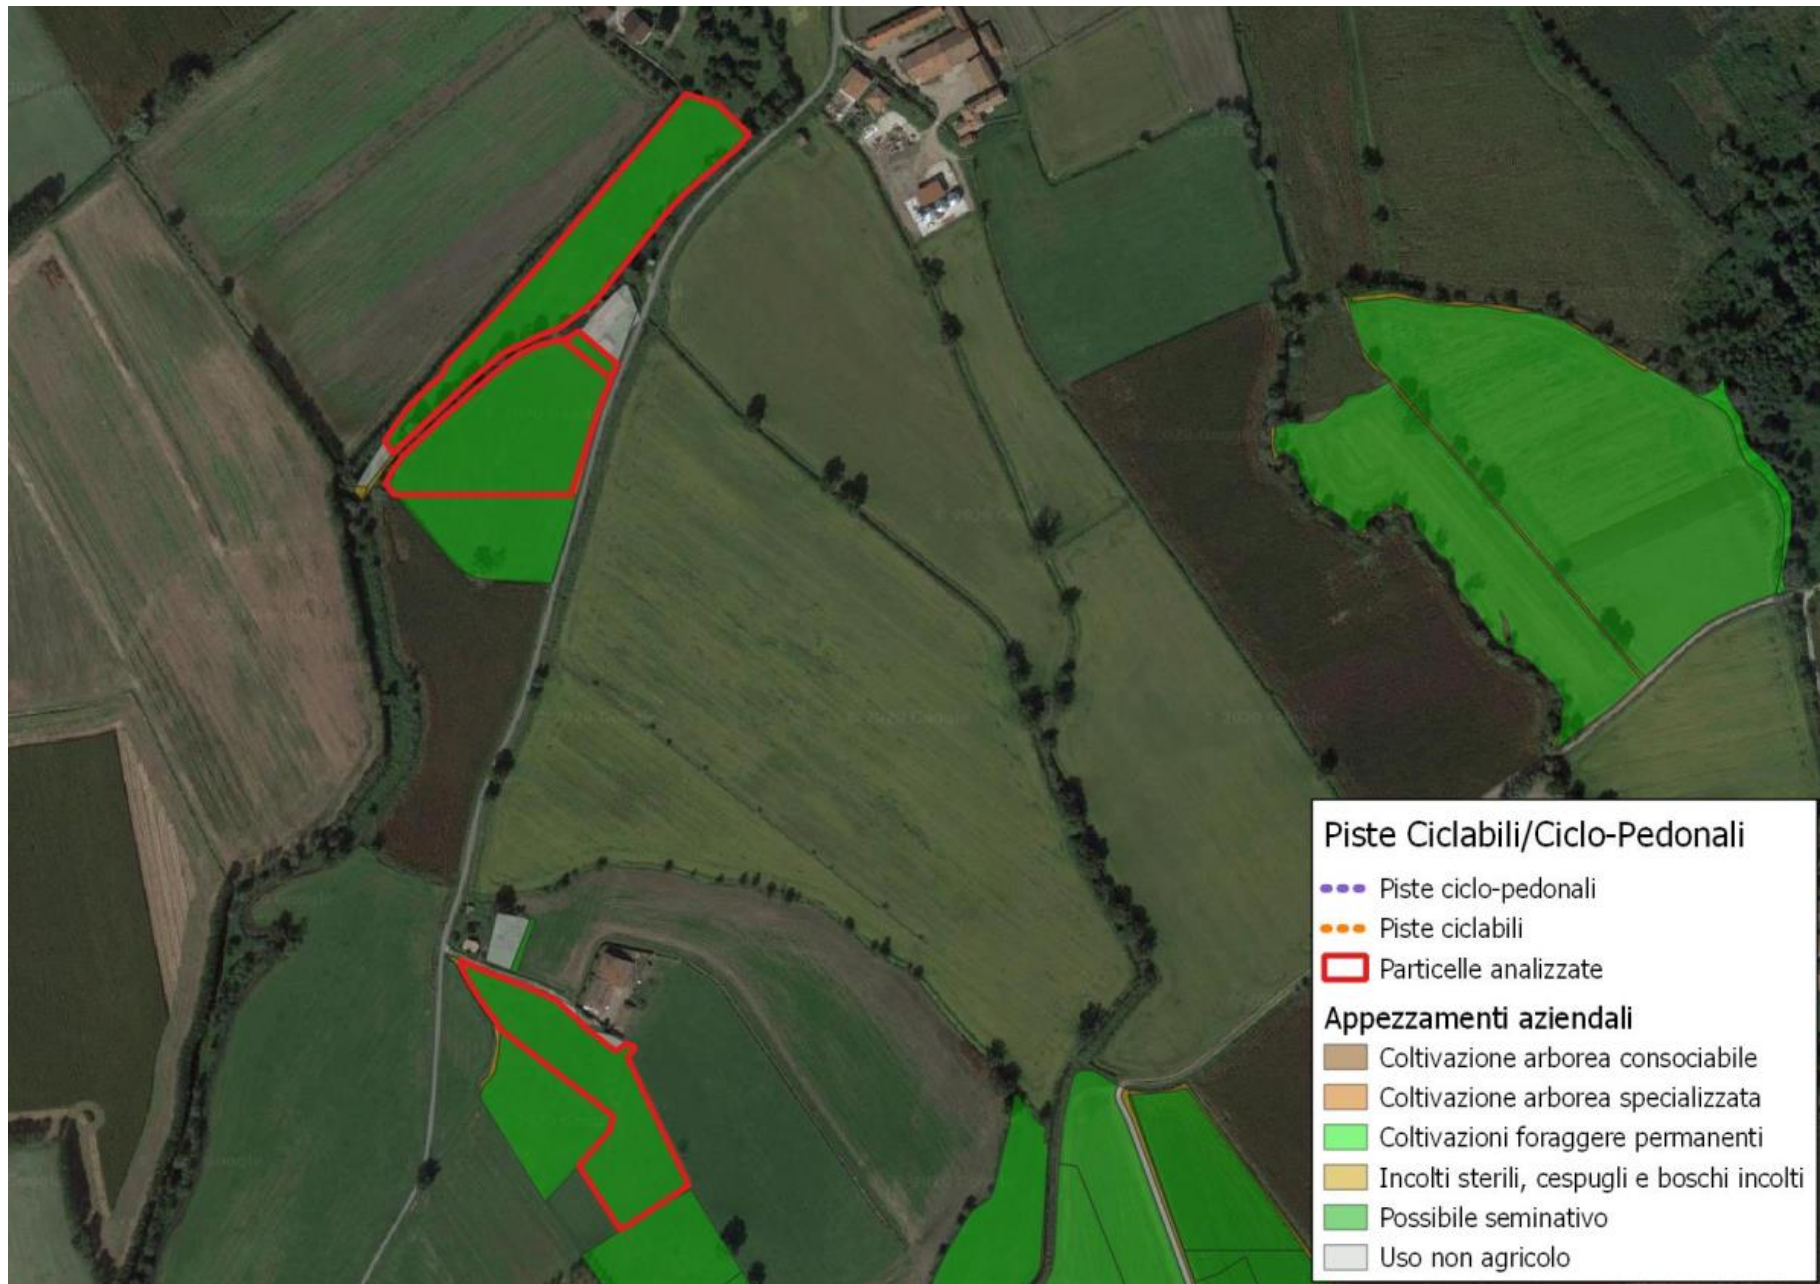 Piste Ciclabili/Ciclo-Pedonali
Piste ciclo-pedonali
Piste ciclabili
Particelle analizzate
Appezzamenti aziendali
Coltivazione arborea consociabile
Coltivazione arborea specializzata
Coltivazioni foraggere permanenti
Incolti sterili, cespugli e boschi incolti
Possibile seminativo
Uso non agricolo